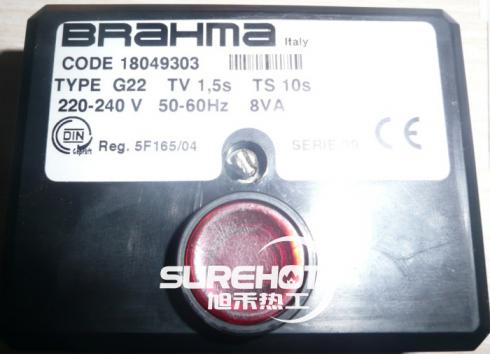 BRAHMA Italy
CODE 18049303
TYPE G22 TV 1,5s TS 10s
220-240 V 50-60Hz 8VA
DIN Geprüft Reg. 5F165/04 SERIE CE
SUREHOT
旭禾热工